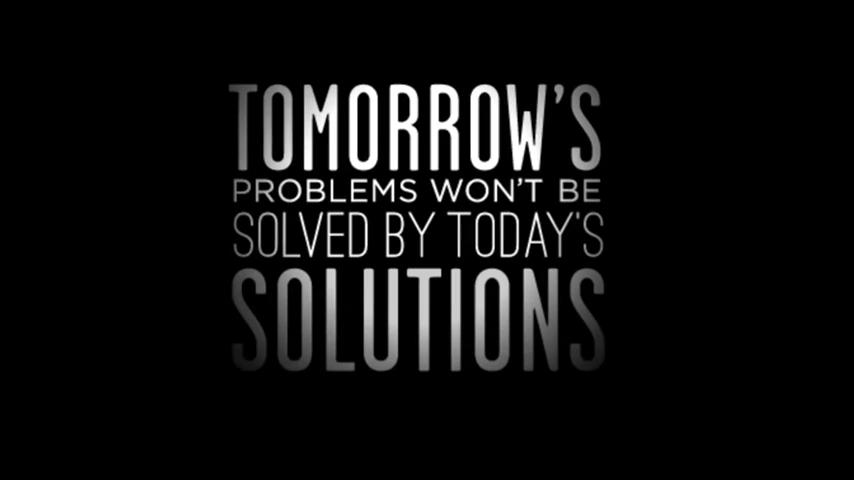 TOMORROW'S
PROBLEMS WON'T BE
SOLVED BY TODAY'S
SOLUTIONS